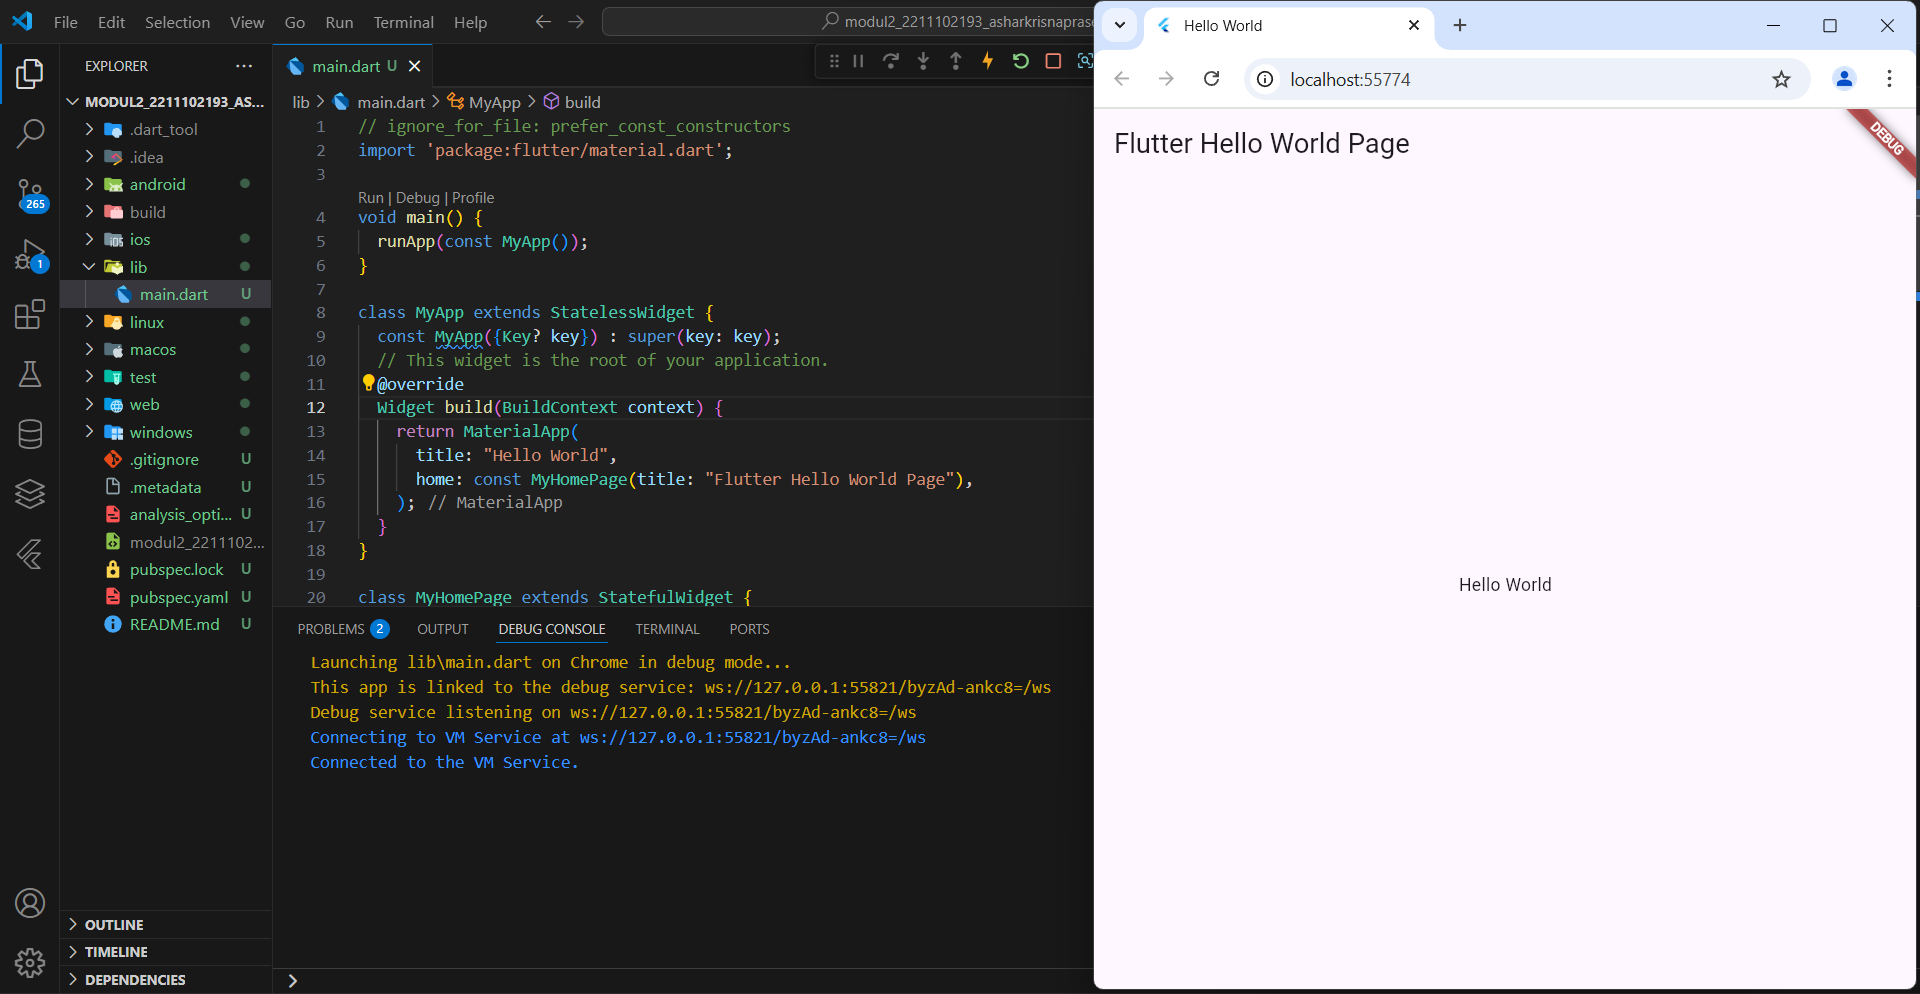 File Edit Selection View Go Run Terminal Help
modul2_2211102193_asharkrisnaprase
EXPLORER
MODUL2_2211102193_AS...
.dart_tool
.idea
android
build
ios
lib
main.dart U
linux
macos
test
web
windows
.gitignore U
.metadata U
analysis_opti... U
modul2_2211102...
pubspec.lock U
pubspec.yaml U
README.md U
OUTLINE
TIMELINE
DEPENDENCIES
265
1
main.dart U
lib > main.dart > MyApp > build
1 // ignore_for_file: prefer_const_constructors
2 import 'package:flutter/material.dart';
3
Run | Debug | Profile
4 void main() {
5 runApp(const MyApp());
6 }
7
8 class MyApp extends StatelessWidget {
9 const MyApp({Key? key}) : super(key: key);
10 // This widget is the root of your application.
11 @override
12 Widget build(BuildContext context) {
13 return MaterialApp(
14 title: "Hello World",
15 home: const MyHomePage(title: "Flutter Hello World Page"),
16 ); // MaterialApp
17 }
18 }
19
20 class MyHomePage extends StatefulWidget {
PROBLEMS 2 OUTPUT DEBUG CONSOLE TERMINAL PORTS
Launching lib\main.dart on Chrome in debug mode...
This app is linked to the debug service: ws://127.0.0.1:55821/byzAd-ankc8=/ws
Debug service listening on ws://127.0.0.1:55821/byzAd-ankc8=/ws
Connecting to VM Service at ws://127.0.0.1:55821/byzAd-ankc8=/ws
Connected to the VM Service.
Hello World
localhost:55774
Flutter Hello World Page
DEBUG
Hello World